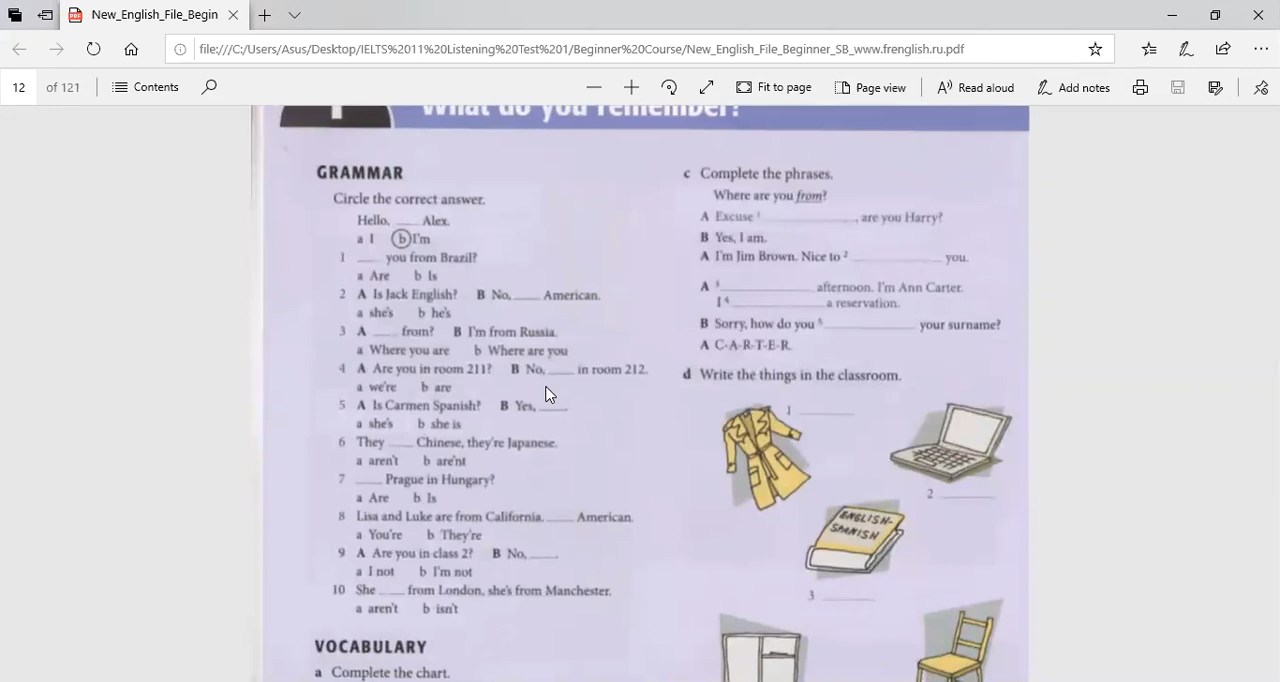 New_English_File_Begin
file:///C:/Users/Asus/Desktop/IELTS%2011%20Listening%20Test%201/Beginner%20Course/New_English_File_Beginner_SB_www.frenglish.ru.pdf
12 of 121 Contents Fit to page Page view Read aloud Add notes
1 What do you remember?
GRAMMAR
Circle the correct answer.
Hello, ____ Alex.
a I b I'm
1 ____ you from Brazil?
a Are b Is
2 A Is Jack English? B No, ____ American.
a she's b he's
3 A ____ from? B I'm from Russia.
a Where you are b Where are you
4 A Are you in room 211? B No, ____ in room 212.
a we're b are
5 A Is Carmen Spanish? B Yes, ____
a she's b she is
6 They ____ Chinese, they're Japanese.
a aren't b are'nt
7 ____ Prague in Hungary?
a Are b Is
8 Lisa and Luke are from California. ____ American.
a You're b They're
9 A Are you in class 2? B No, ____.
a I not b I'm not
10 She ____ from London, she's from Manchester.
a aren't b isn't
VOCABULARY
a Complete the chart.
c Complete the phrases.
Where are you from?
A Excuse 1 ____, are you Harry?
B Yes, I am.
A I'm Jim Brown. Nice to 2 ____ you.
A 3 ____ afternoon. I'm Ann Carter.
I 4 ____ a reservation.
B Sorry, how do you 5 ____ your surname?
A C-A-R-T-E-R.
d Write the things in the classroom.
1 ____
2 ____
ENGLISH-
SPANISH
3 ____